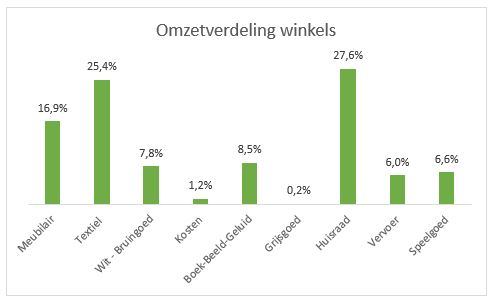 Omzetverdeling winkels
16,9%
25,4%
7,8%
1,2%
8,5%
0,2%
27,6%
6,0%
6,6%
Meubilair
Textiel
Wit - Bruingoed
Kosten
Boek-Beeld-Geluid
Grijsgoed
Huisraad
Vervoer
Speelgoed